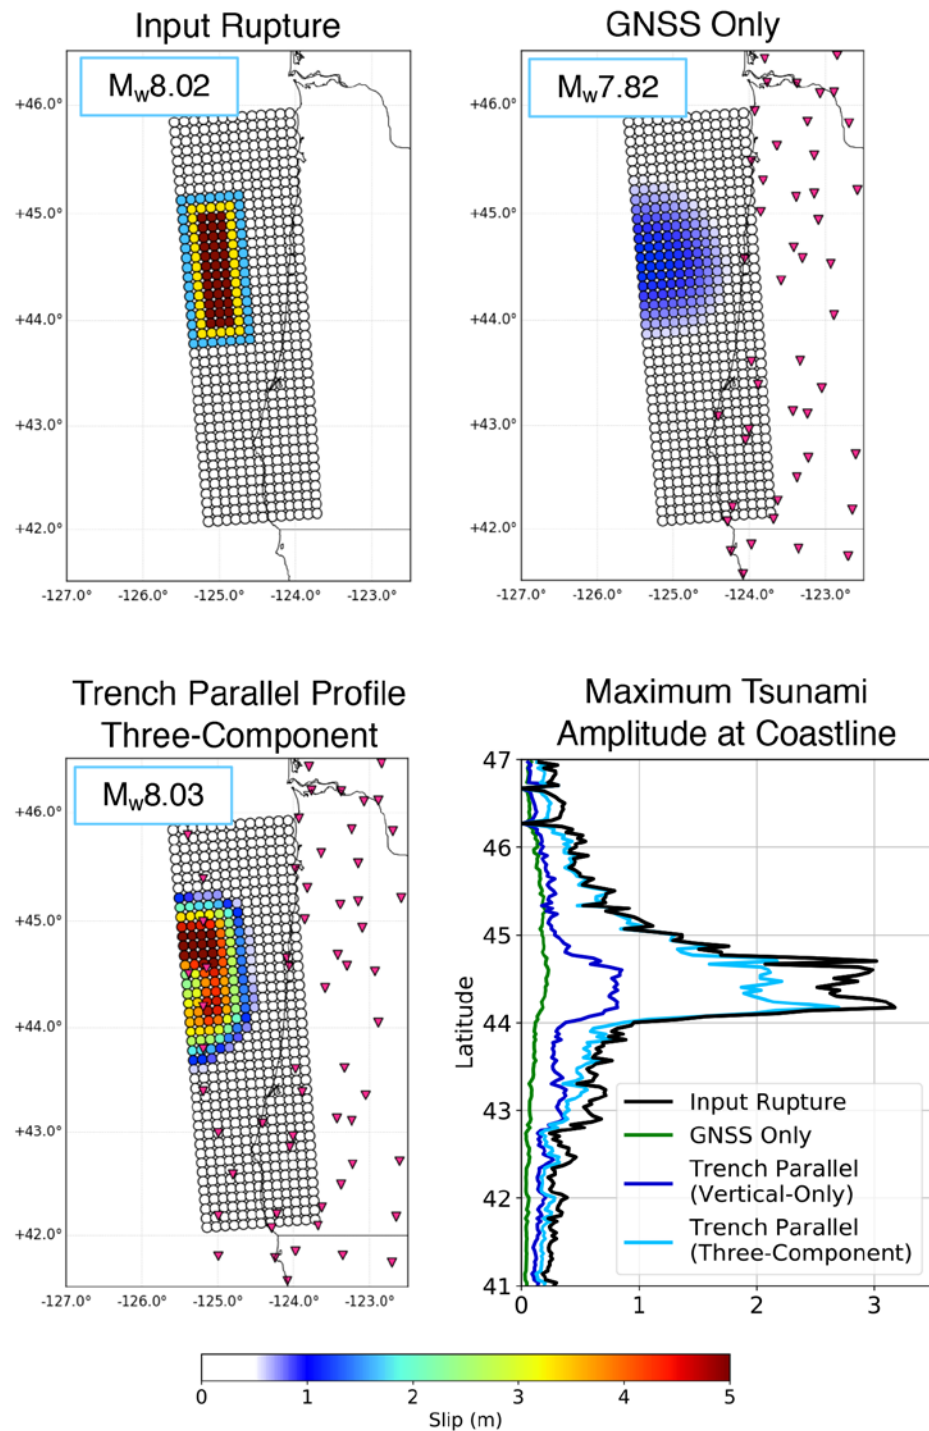 Input Rupture
GNSS Only
Mw8.02
Mw7.82
+46.0°
+45.0°
+44.0°
+43.0°
+42.0°
-127.0° -126.0° -125.0° -124.0° -123.0°
+46.0°
+45.0°
+44.0°
+43.0°
+42.0°
-127.0° -126.0° -125.0° -124.0° -123.0°
Trench Parallel Profile
Three-Component
Maximum Tsunami
Amplitude at Coastline
Mw8.03
+46.0°
+45.0°
+44.0°
+43.0°
+42.0°
-127.0° -126.0° -125.0° -124.0° -123.0°
47
46
45
44
43
42
41
Latitude
Input Rupture
GNSS Only
Trench Parallel
(Vertical-Only)
Trench Parallel
(Three-Component)
0 1 2 3
0 1 2 3 4 5
Slip (m)